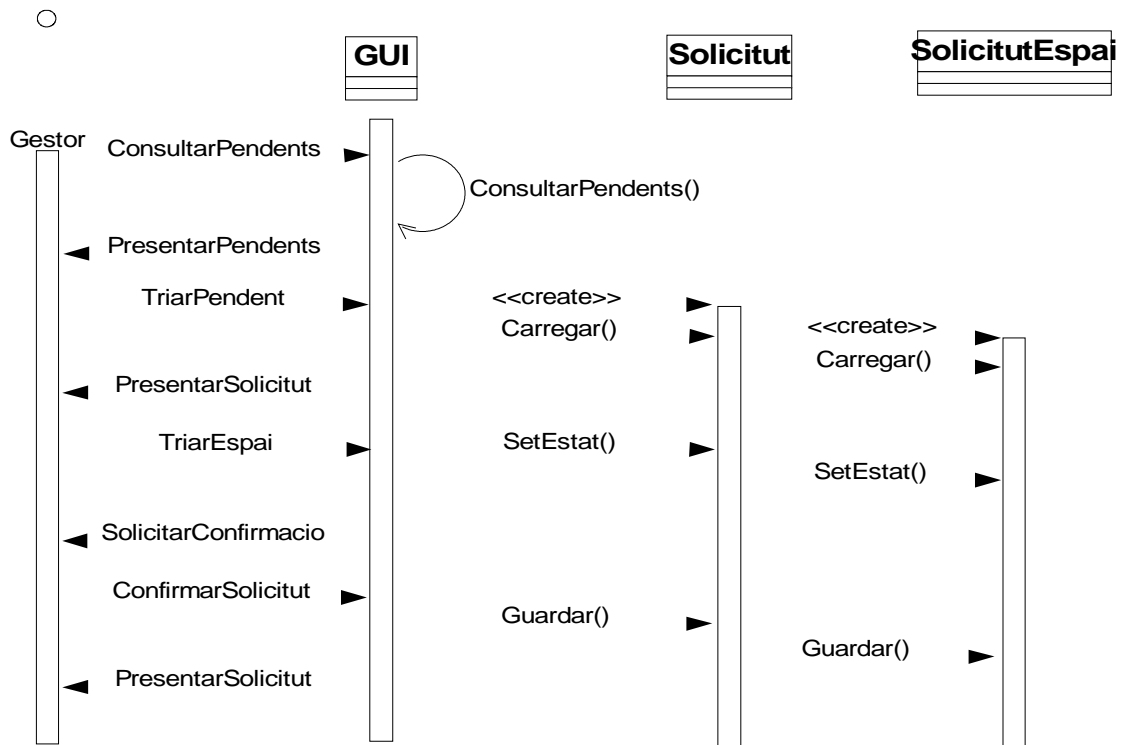 GUI
Solicitut
SolicitutEspai
Gestor
ConsultarPendents
ConsultarPendents()
PresentarPendents
TriarPendent
<<create>>
Carregar()
<<create>>
Carregar()
PresentarSolicitut
TriarEspai
SetEstat()
SetEstat()
SolicitarConfirmacio
ConfirmarSolicitut
Guardar()
Guardar()
PresentarSolicitut